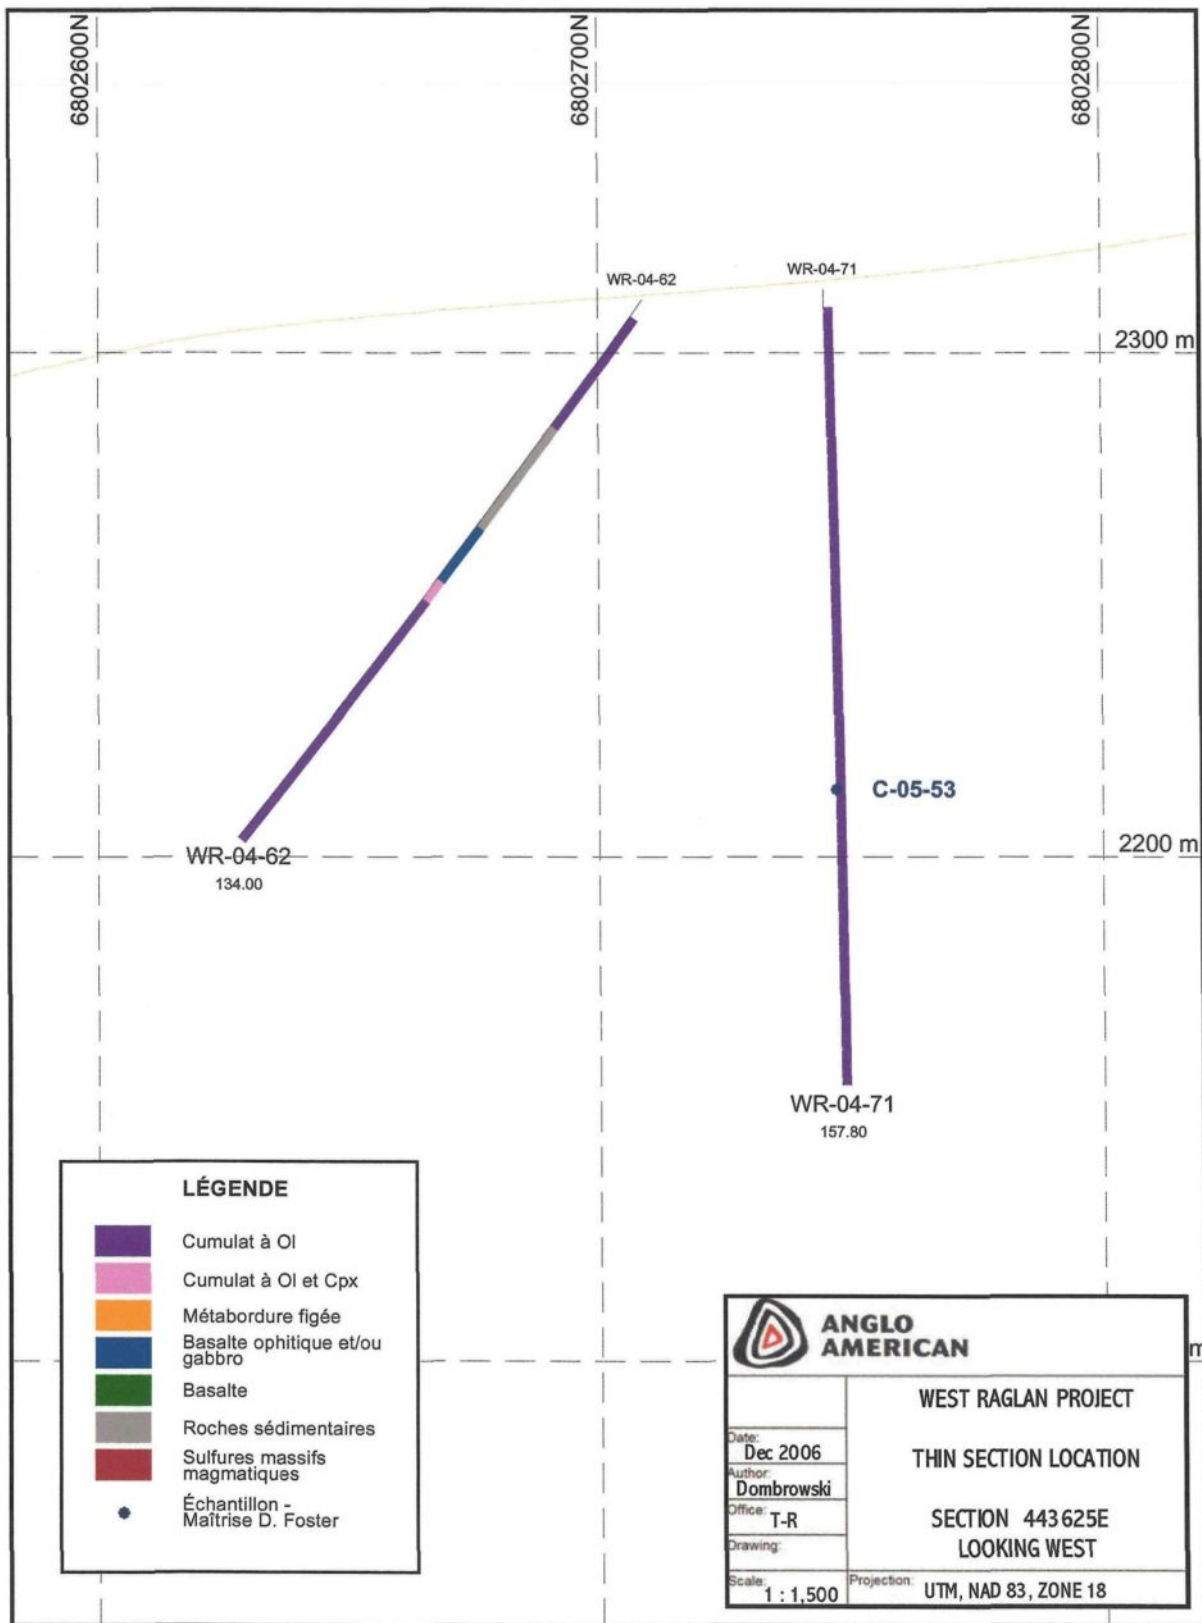 6802600N
6802700N
6802800N
WR-04-62
WR-04-71
2300 m
C-05-53
2200 m
WR-04-62
134.00
WR-04-71
157.80
LÉGENDE
Cumulat à Ol
Cumulat à Ol et Cpx
Métabordure figée
Basalte ophitique et/ou
gabbro
Basalte
Roches sédimentaires
Sulfures massifs
magmatiques
Échantillon -
Maîtrise D. Foster
m
ANGLO
AMERICAN
WEST RAGLAN PROJECT
Date:
Dec 2006
THIN SECTION LOCATION
Author:
Dombrowski
Office: T-R
SECTION 443625E
LOOKING WEST
Drawing:
Scale: 1 : 1,500
Projection: UTM, NAD 83, ZONE 18